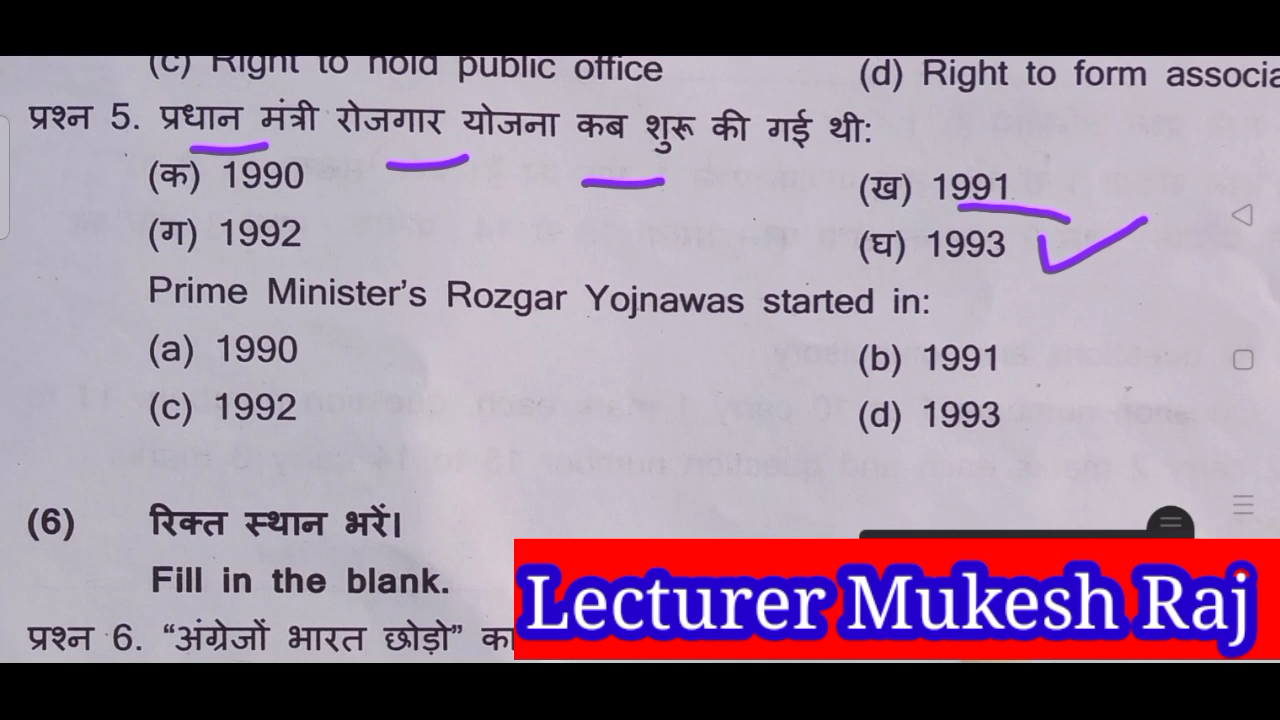 (c) Right to hold public office (d) Right to form associa
प्रश्न 5. प्रधान मंत्री रोजगार योजना कब शुरू की गई थी:
(क) 1990 (ख) 1991
(ग) 1992 (घ) 1993
Prime Minister's Rozgar Yojnawas started in:
(a) 1990 (b) 1991
(c) 1992 (d) 1993
(6) रिक्त स्थान भरें।
Fill in the blank.
प्रश्न 6. “अंग्रेजों भारत छोड़ो” का
Lecturer Mukesh Raj